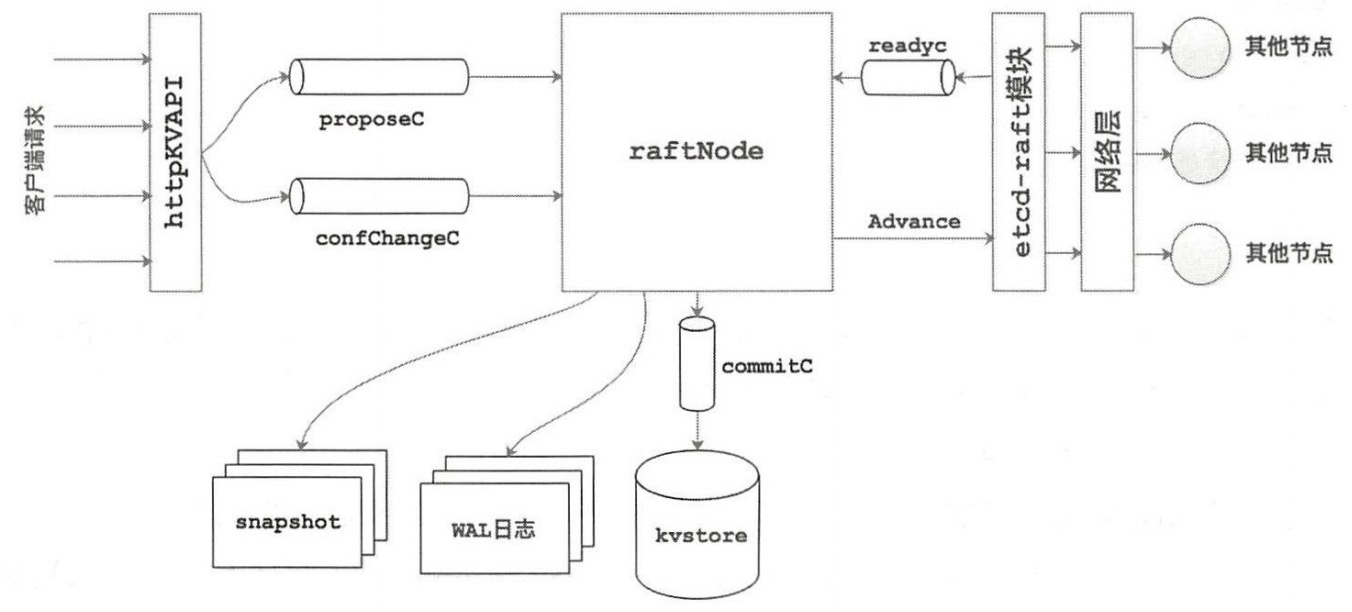 客户端请求
httpKVAPI
proposeC
confChangeC
raftNode
readyc
Advance
etcd-raft模块
网络层
其他节点
其他节点
其他节点
commitC
snapshot
WAL日志
kvstore